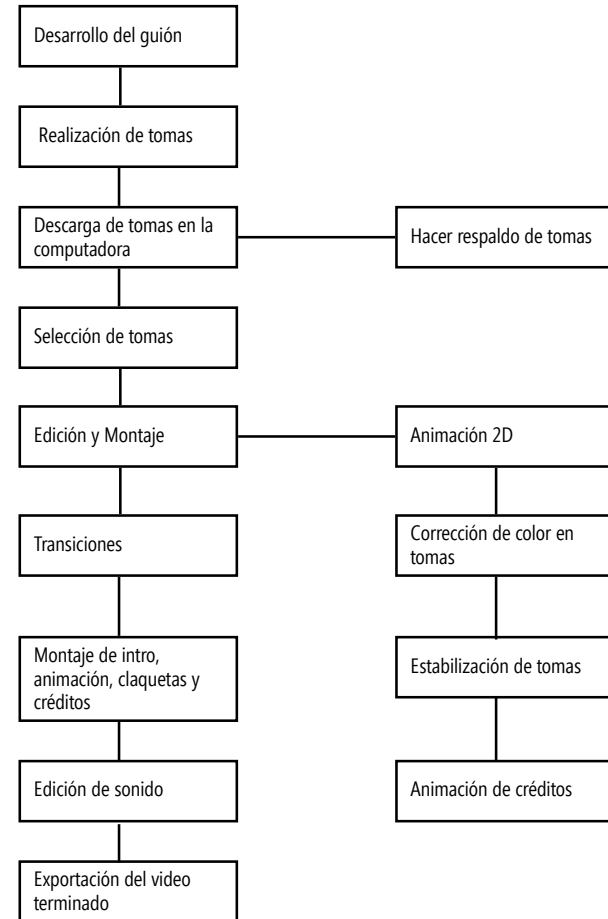 Desarrollo del guión
Realización de tomas
Descarga de tomas en la
computadora
Hacer respaldo de tomas
Selección de tomas
Edición y Montaje
Animación 2D
Transiciones
Corrección de color en
tomas
Montaje de intro,
animación, claquetas y
créditos
Estabilización de tomas
Edición de sonido
Animación de créditos
Exportación del video
terminado